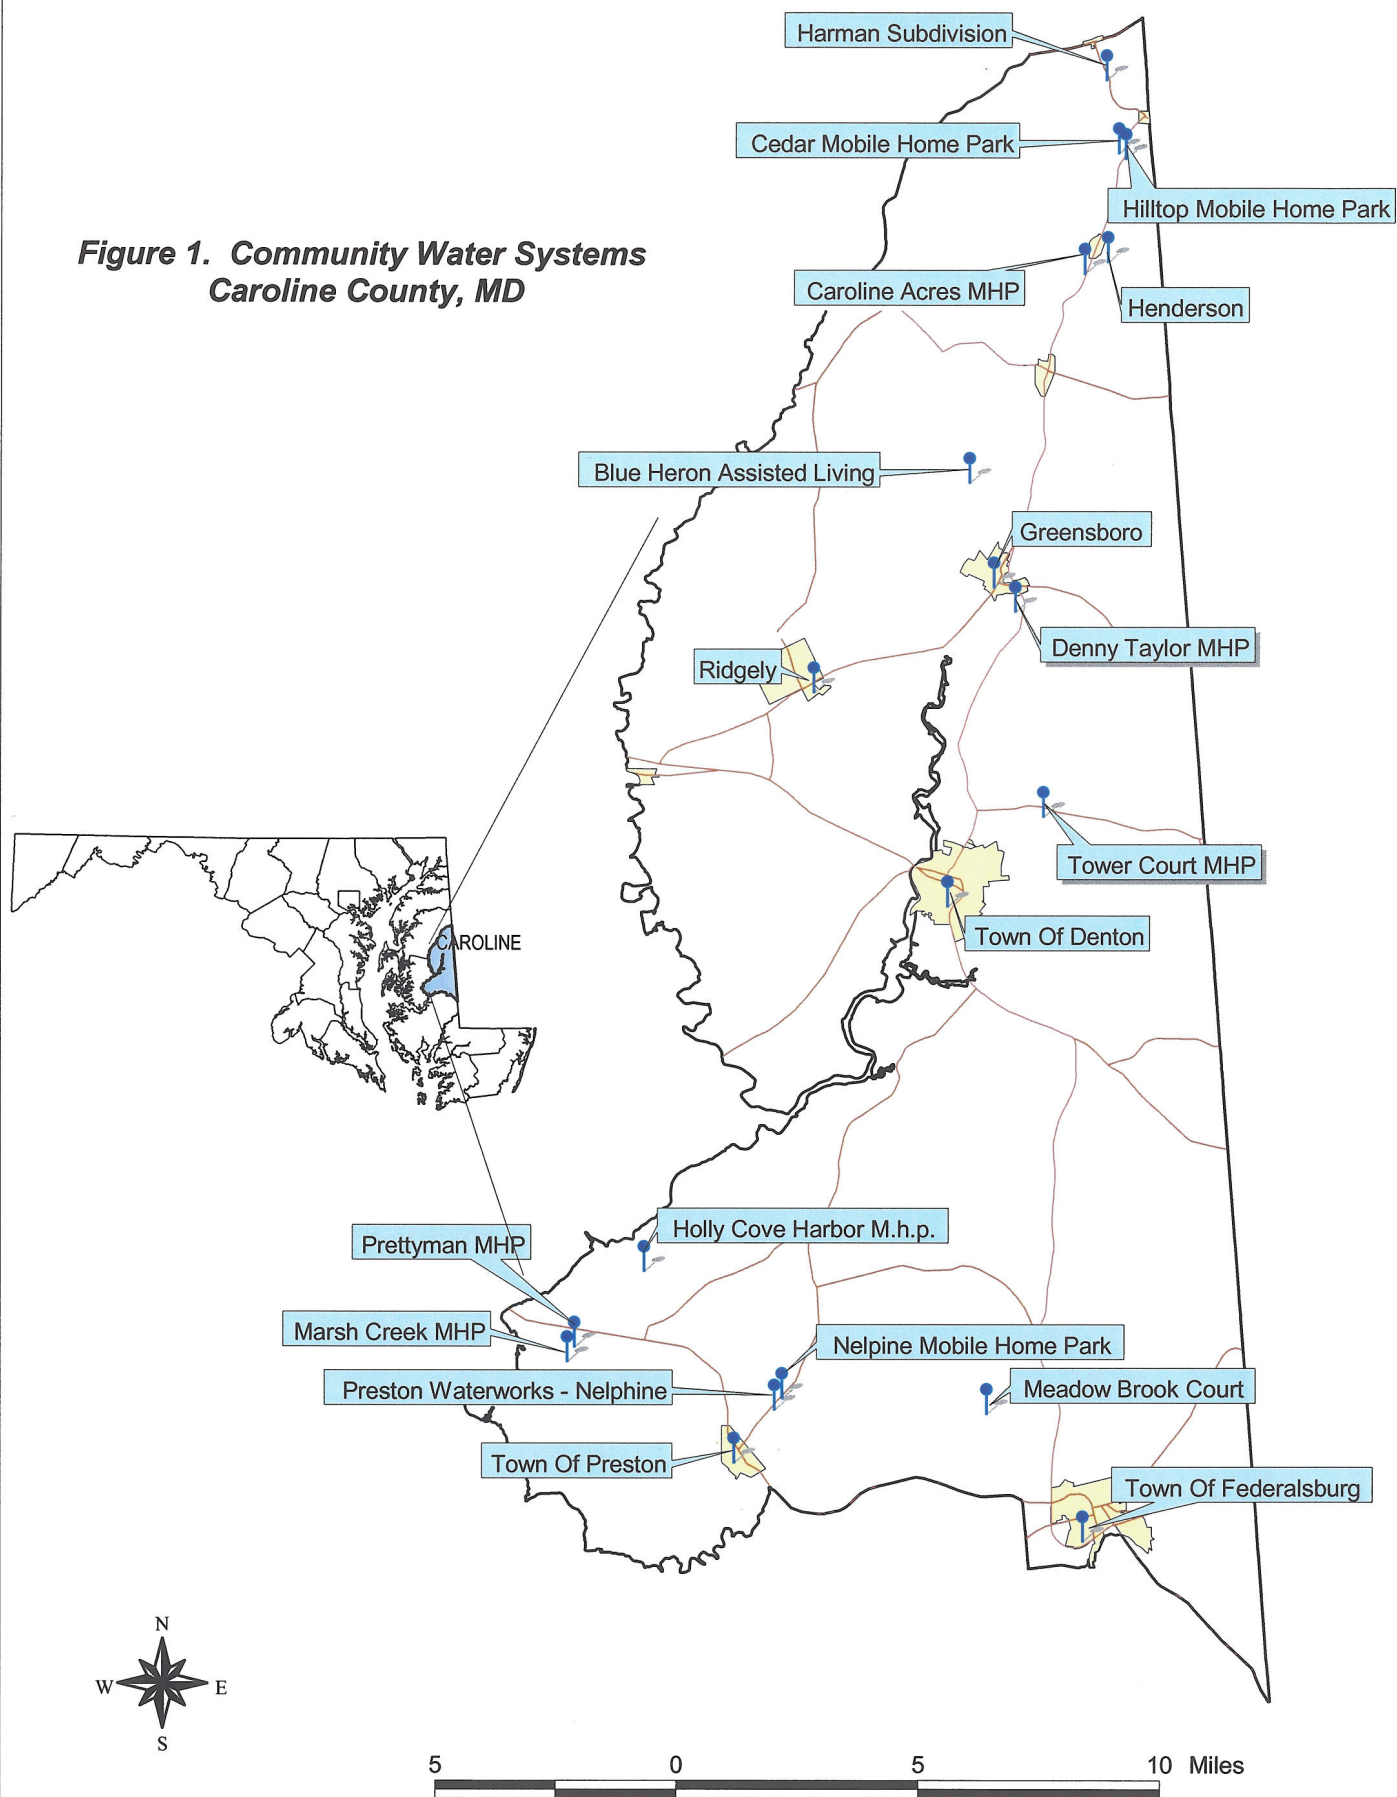 Harman Subdivision
Cedar Mobile Home Park
Hilltop Mobile Home Park
Figure 1. Community Water Systems
Caroline County, MD
Caroline Acres MHP
Henderson
Blue Heron Assisted Living
Greensboro
Denny Taylor MHP
Ridgely
Tower Court MHP
Town Of Denton
CAROLINE
Holly Cove Harbor M.h.p.
Prettyman MHP
Marsh Creek MHP
Nelpine Mobile Home Park
Preston Waterworks - Nelphine
Meadow Brook Court
Town Of Preston
Town Of Federalsburg
N
W E
S
5 0 5 10 Miles